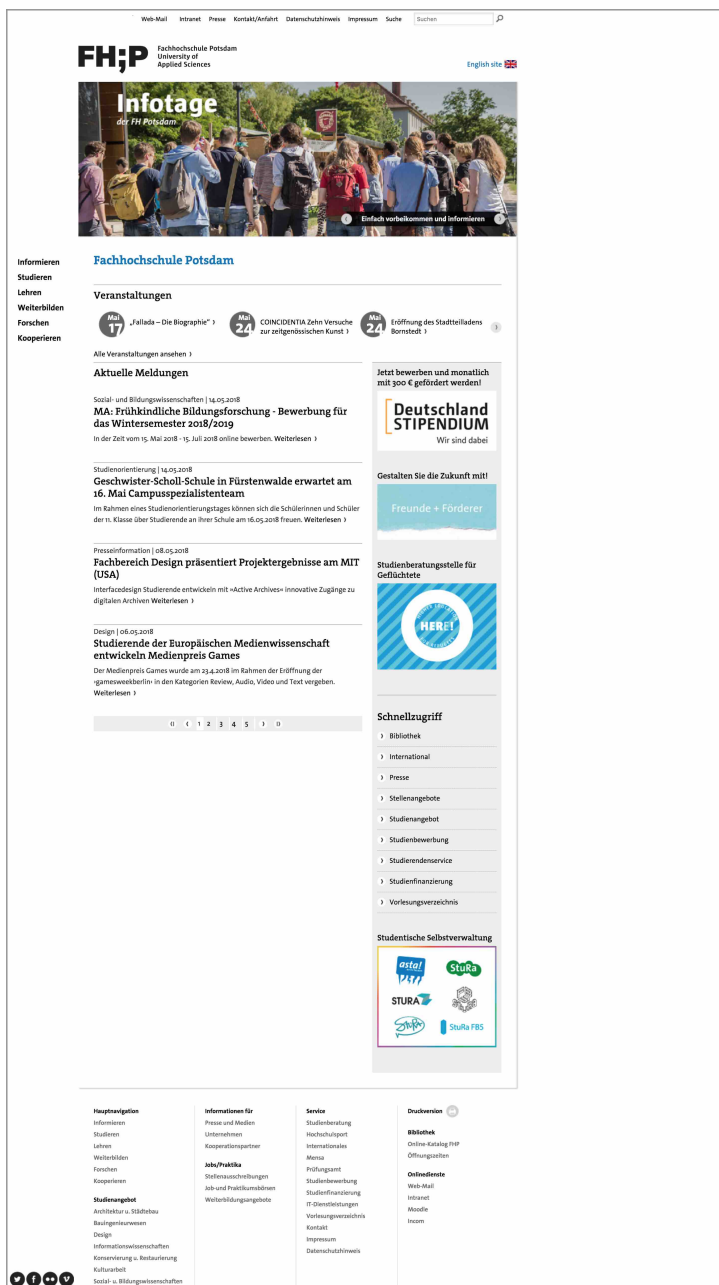 Web-Mail Intranet Presse Kontakt/Anfahrt Datenschutzhinweis Impressum Suche Suchen
FH;P
Fachhochschule Potsdam
University of
Applied Sciences
English site
Infotage
der FH Potsdam
Einfach vorbeikommen und informieren
Informieren
Studieren
Lehren
Weiterbilden
Forschen
Kooperieren
Fachhochschule Potsdam
Veranstaltungen
Mai
17
„Fallada – Die Biographie“
Mai
24
COINCIDENTIA Zehn Versuche
zur zeitgenössischen Kunst
Mai
24
Eröffnung des Stadtteilladens
Bornstedt
Alle Veranstaltungen ansehen
Aktuelle Meldungen
Sozial- und Bildungswissenschaften | 14.05.2018
MA: Frühkindliche Bildungsforschung - Bewerbung für
das Wintersemester 2018/2019
In der Zeit vom 15. Mai 2018 - 15. Juli 2018 online bewerben. Weiterlesen
Studienorientierung | 14.05.2018
Geschwister-Scholl-Schule in Fürstenwalde erwartet am
16. Mai Campusspezialistenteam
Im Rahmen eines Studienorientierungstages können sich die Schülerinnen und Schüler
der 11. Klasse über Studierende an ihrer Schule am 16.05.2018 freuen. Weiterlesen
Presseinformation | 08.05.2018
Fachbereich Design präsentiert Projektergebnisse am MIT
(USA)
Interfacedesign Studierende entwickeln mit »Active Archives« innovative Zugänge zu
digitalen Archiven Weiterlesen
Design | 06.05.2018
Studierende der Europäischen Medienwissenschaft
entwickeln Medienpreis Games
Der Medienpreis Games wurde am 23.4.2018 im Rahmen der Eröffnung der
›gamesweekberlin‹ in den Kategorien Review, Audio, Video und Text vergeben.
Weiterlesen
1 2 3 4 5
Jetzt bewerben und monatlich
mit 300 € gefördert werden!
Deutschland
STIPENDIUM
Wir sind dabei
Gestalten Sie die Zukunft mit!
Freunde + Förderer
Studienberatungsstelle für
Geflüchtete
HERE!
Schnellzugriff
Bibliothek
International
Presse
Stellenangebote
Studienangebot
Studienbewerbung
Studierendenservice
Studienfinanzierung
Vorlesungsverzeichnis
Studentische Selbstverwaltung
asta!
StuRa
STURA
StuRa
StuRa FB5
Hauptnavigation
Informieren
Studieren
Lehren
Weiterbilden
Forschen
Kooperieren
Studienangebot
Architektur u. Städtebau
Bauingenieurwesen
Design
Informationswissenschaften
Konservierung u. Restaurierung
Kulturarbeit
Sozial- u. Bildungswissenschaften
Informationen für
Presse und Medien
Unternehmen
Kooperationspartner
Jobs/Praktika
Stellenausschreibungen
Job-und Praktikumsbörsen
Weiterbildungsangebote
Service
Studienberatung
Hochschulsport
Internationales
Mensa
Prüfungsamt
Studienbewerbung
Studienfinanzierung
IT-Dienstleistungen
Vorlesungsverzeichnis
Kontakt
Impressum
Datenschutzhinweis
Druckversion
Bibliothek
Online-Katalog FHP
Öffnungszeiten
Onlinedienste
Web-Mail
Intranet
Moodle
Incom